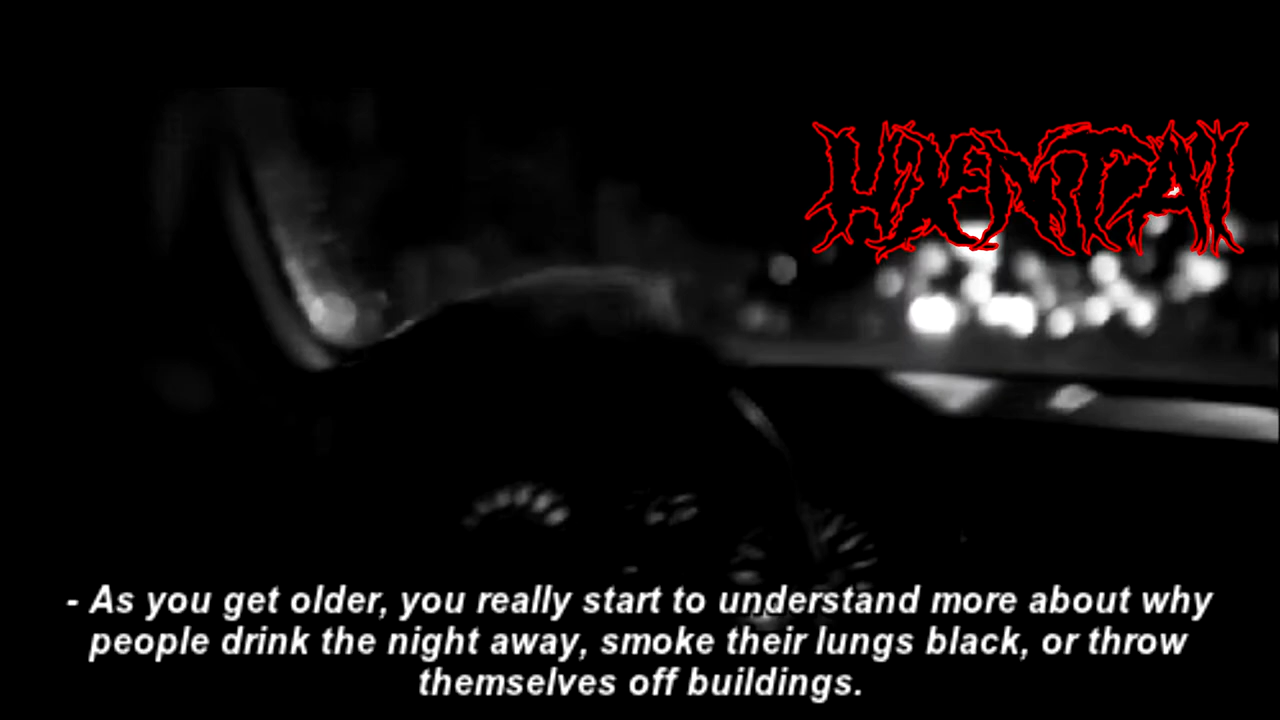 HXENTAI
- As you get older, you really start to understand more about why
people drink the night away, smoke their lungs black, or throw
themselves off buildings.